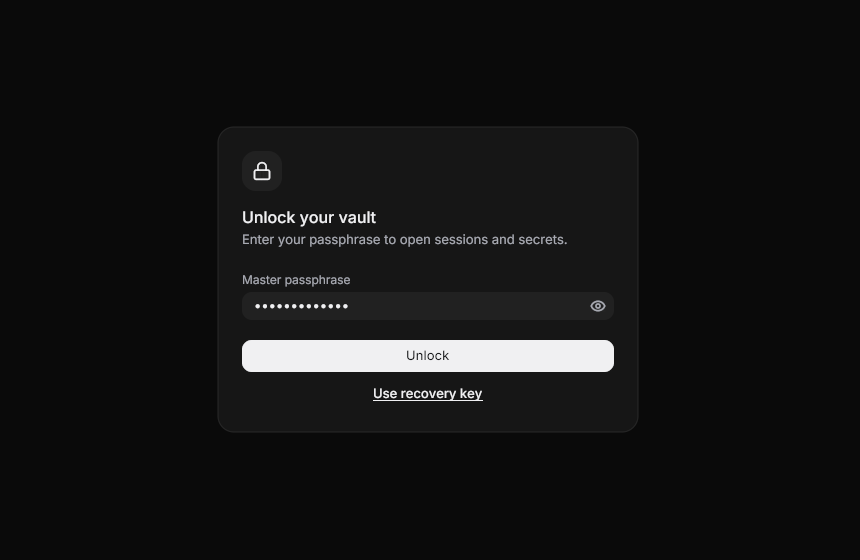 Unlock your vault
Enter your passphrase to open sessions and secrets.
Master passphrase
•••••••••••••
Unlock
Use recovery key